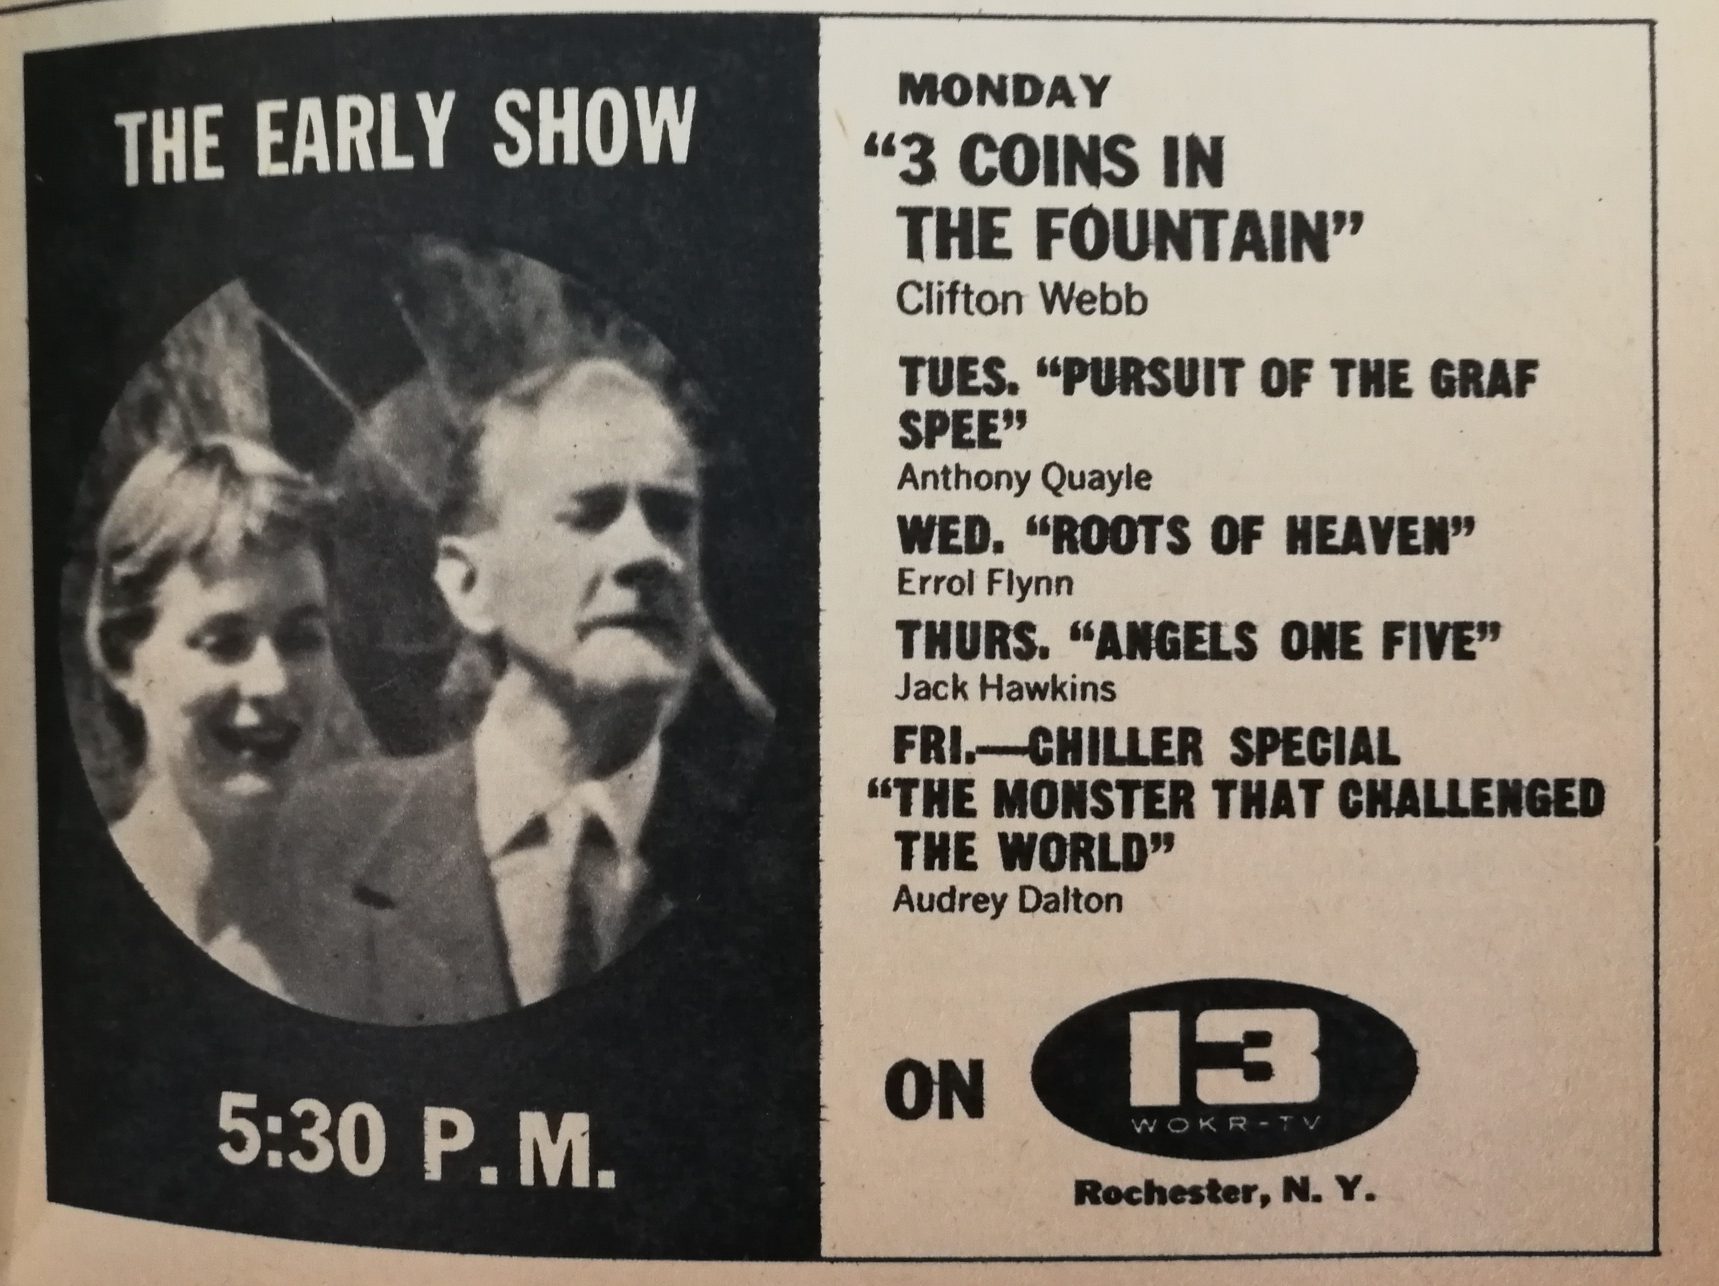 THE EARLY SHOW
5:30 P.M.
MONDAY
“3 COINS IN
THE FOUNTAIN”
Clifton Webb
TUES. “PURSUIT OF THE GRAF
SPEE”
Anthony Quayle
WED. “ROOTS OF HEAVEN”
Errol Flynn
THURS. “ANGELS ONE FIVE”
Jack Hawkins
FRI.—CHILLER SPECIAL
“THE MONSTER THAT CHALLENGED
THE WORLD”
Audrey Dalton
ON 13
WOKR-TV
Rochester, N. Y.